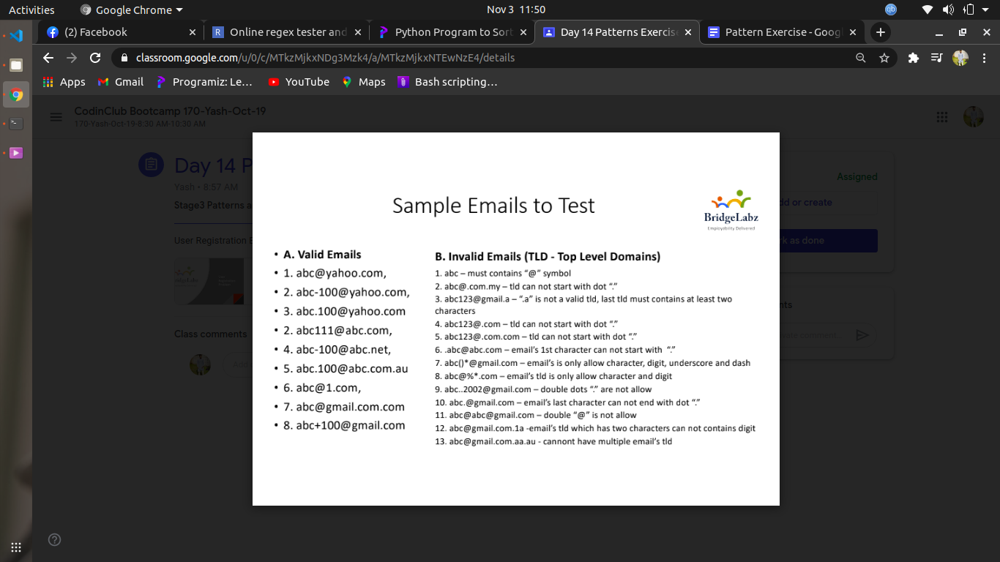 Activities
Google Chrome
Nov 3 11:50
qb
(2) Facebook
R
Online regex tester and
Python Program to Sort
Day 14 Patterns Exercise
Pattern Exercise - Goog
classroom.google.com/u/0/c/MTkzMjkxNDg3Mzk4/a/MTkzMjkxNTEwNzE4/details
Apps
Gmail
Programiz: Le…
YouTube
Maps
Bash scripting…
CodinClub Bootcamp 170-Yash-Oct-19
170-Yash-Oct-19-8:30 AM-10:30 AM
Day 14 P
Yash • 8:57 AM
Stage3 Patterns a
User Registration E
Class comments
Assigned
dd or create
rk as done
Sample Emails to Test
BridgeLabz
Employability Delivered
• A. Valid Emails
• 1. abc@yahoo.com,
• 2. abc-100@yahoo.com,
• 3. abc.100@yahoo.com
• 2. abc111@abc.com,
• 4. abc-100@abc.net,
• 5. abc.100@abc.com.au
• 6. abc@1.com,
• 7. abc@gmail.com.com
• 8. abc+100@gmail.com
B. Invalid Emails (TLD - Top Level Domains)
1. abc – must contains “@” symbol
2. abc@.com.my – tld can not start with dot “.”
3. abc123@gmail.a – “.a” is not a valid tld, last tld must contains at least two
characters
4. abc123@.com – tld can not start with dot “.”
5. abc123@.com.com – tld can not start with dot “.”
6. .abc@abc.com – email’s 1st character can not start with “.”
7. abc()*@gmail.com – email’s is only allow character, digit, underscore and dash
8. abc@%*.com – email’s tld is only allow character and digit
9. abc..2002@gmail.com – double dots “.” are not allow
10. abc.@gmail.com – email’s last character can not end with dot “.”
11. abc@abc@gmail.com – double “@” is not allow
12. abc@gmail.com.1a -email’s tld which has two characters can not contains digit
13. abc@gmail.com.aa.au - cannont have multiple email’s tld